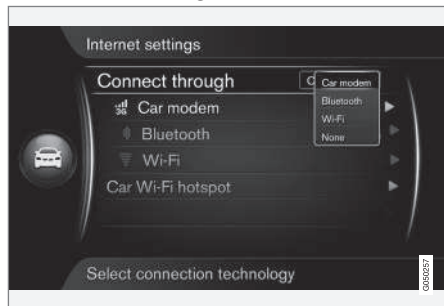 Internet settings
Connect through
Car modem
Bluetooth
Wi-Fi
None
3G
Car modem
Bluetooth
Wi-Fi
Car Wi-Fi hotspot
Select connection technology
G050257